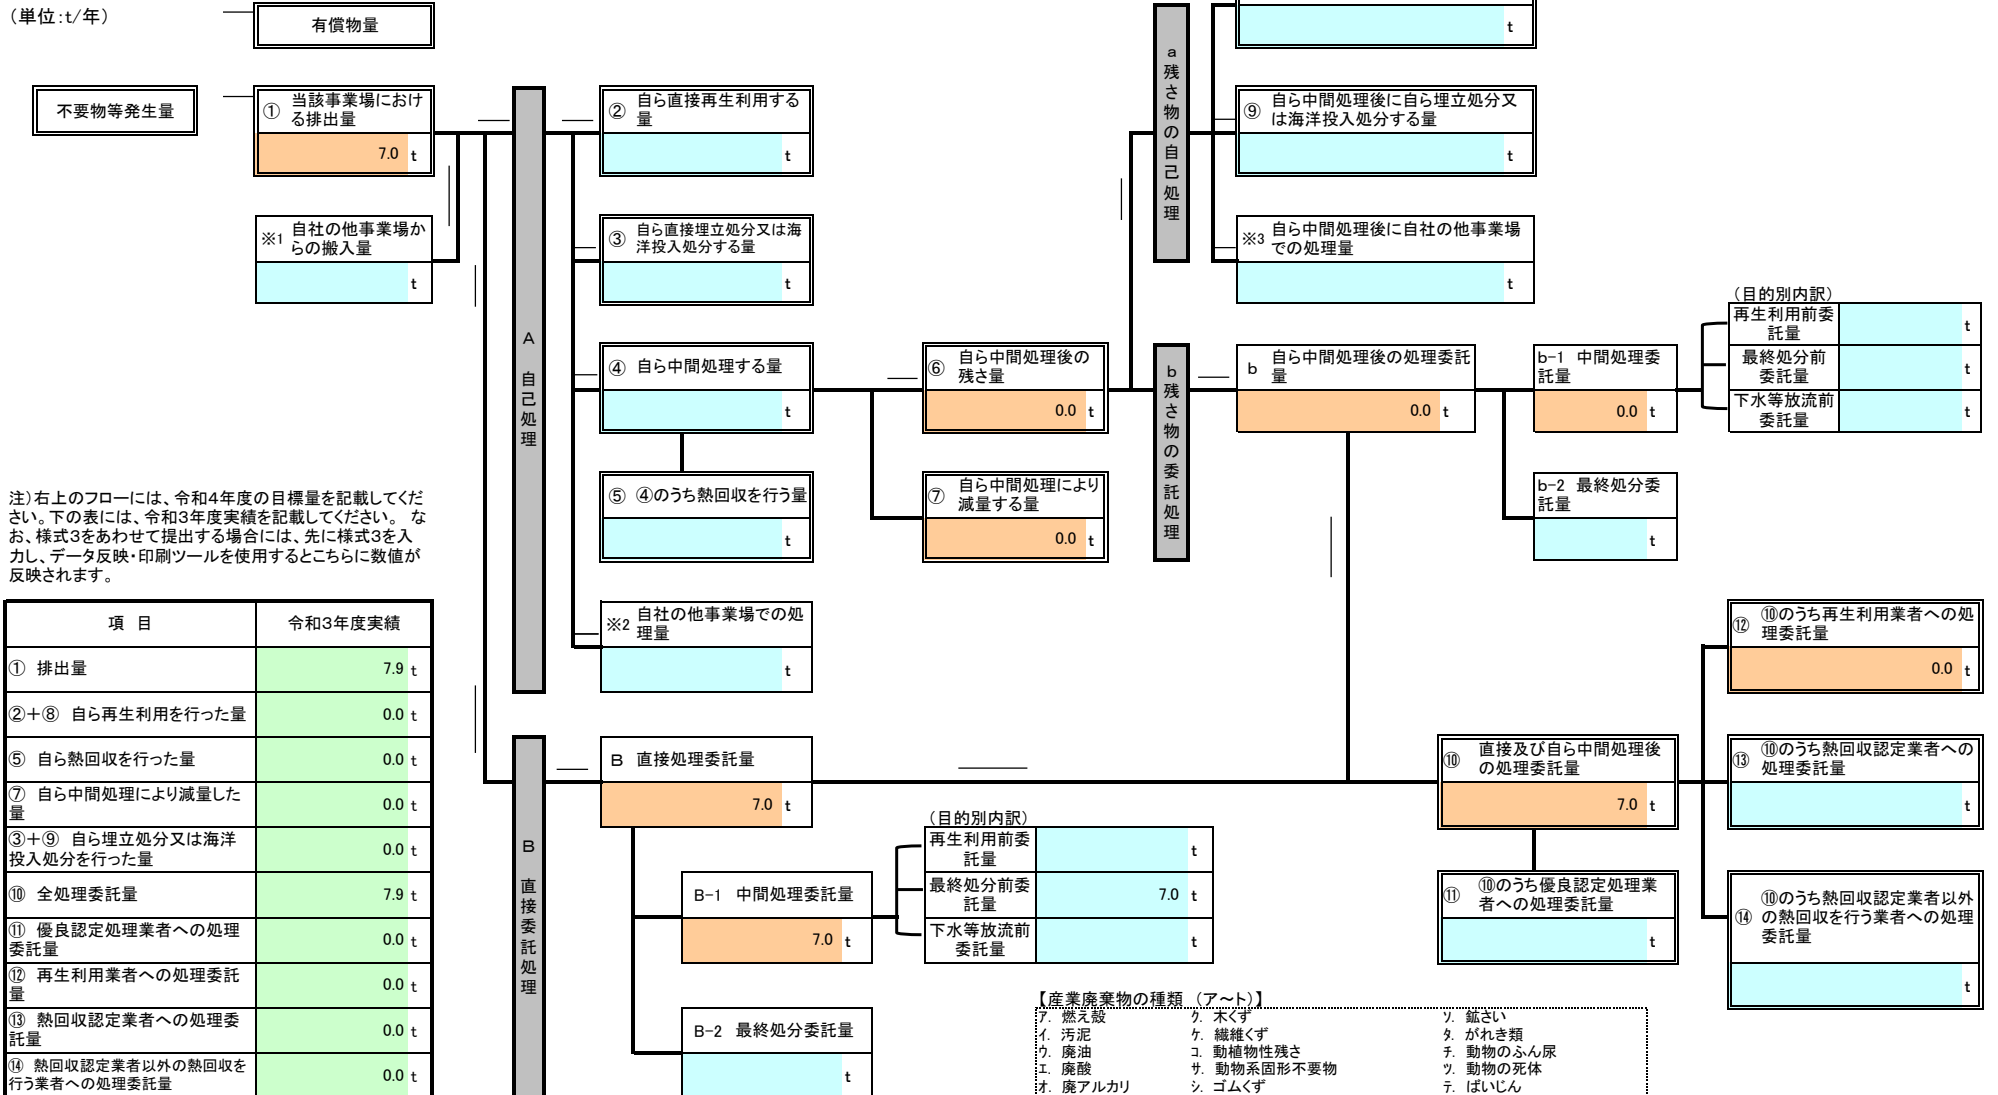 （単位:t/年）
有償物量
t
不要物等発生量
① 当該事業場におけ
る排出量
7.0 t
※1 自社の他事業場か
らの搬入量
t
A 自己処理
② 自ら直接再生利用する
量
t
③ 自ら直接埋立処分又は海
洋投入処分する量
t
④ 自ら中間処理する量
t
⑤ ④のうち熱回収を行う量
t
※2 自社の他事業場での処
理量
t
⑥ 自ら中間処理後の
残さ量
0.0 t
⑦ 自ら中間処理により
減量する量
0.0 t
a 残さ物の自己処理
⑨ 自ら中間処理後に自ら埋立処分又
は海洋投入処分する量
t
※3 自ら中間処理後に自社の他事業場
での処理量
t
b 残さ物の委託処理
b 自ら中間処理後の処理委託
量
0.0 t
b-1 中間処理委
託量
0.0 t
（目的別内訳）
再生利用前委
託量
t
最終処分前
委託量
t
下水等放流前
委託量
t
b-2 最終処分委
託量
t
注）右上のフローには、令和4年度の目標量を記載してくだ
さい。下の表には、令和3年度実績を記載してください。 な
お、様式3をあわせて提出する場合には、先に様式3を入
力し、データ反映・印刷ツールを使用するとこちらに数値が
反映されます。
項 目 令和3年度実績
① 排出量 7.9 t
②＋⑧ 自ら再生利用を行った量 0.0 t
⑤ 自ら熱回収を行った量 0.0 t
⑦ 自ら中間処理により減量した
量 0.0 t
③＋⑨ 自ら埋立処分又は海洋
投入処分を行った量 0.0 t
⑩ 全処理委託量 7.9 t
⑪ 優良認定処理業者への処理
委託量 0.0 t
⑫ 再生利用業者への処理委託
量 0.0 t
⑬ 熱回収認定業者への処理委
託量 0.0 t
⑭ 熱回収認定業者以外の熱回収を
行う業者への処理委託量 0.0 t
B 直接委託処理
B 直接処理委託量
7.0 t
B-1 中間処理委託量
7.0 t
（目的別内訳）
再生利用前委
託量
t
最終処分前委
託量
7.0 t
下水等放流前
委託量
t
B-2 最終処分委託量
t
⑩ 直接及び自ら中間処理後
の処理委託量
7.0 t
⑪ ⑩のうち優良認定処理業
者への処理委託量
t
⑫ ⑩のうち再生利用業者への処
理委託量
0.0 t
⑬ ⑩のうち熱回収認定業者への
処理委託量
t
⑭ ⑩のうち熱回収認定業者以外
の熱回収を行う業者への処理
委託量
t
【産業廃棄物の種類 （ア～ト）】
ア. 燃え殻 ク. 木くず ソ. 鉱さい
イ. 汚泥 ケ. 繊維くず タ. がれき類
ウ. 廃油 コ. 動植物性残さ チ. 動物のふん尿
エ. 廃酸 サ. 動物系固形不要物 ツ. 動物の死体
オ. 廃アルカリ シ. ゴムくず テ. ばいじん